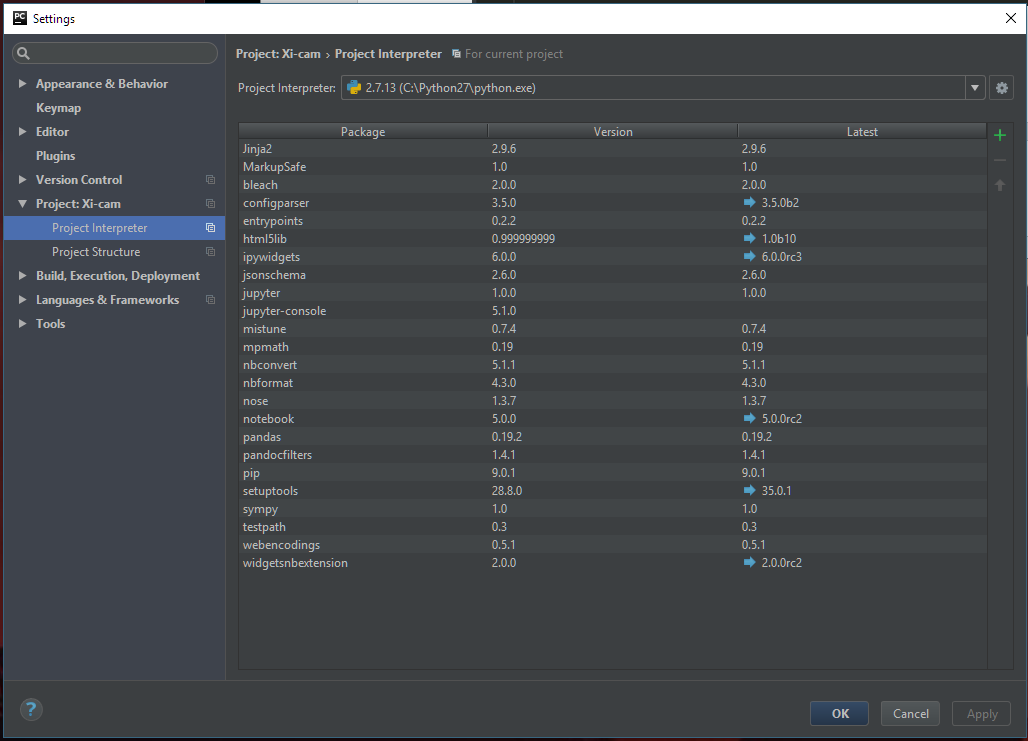 PC Settings
Project: Xi-cam › Project Interpreter For current project
Appearance & Behavior
Keymap
Editor
Plugins
Version Control
Project: Xi-cam
Project Interpreter
Project Structure
Build, Execution, Deployment
Languages & Frameworks
Tools
Project Interpreter: 2.7.13 (C:\Python27\python.exe)
Package Version Latest
Jinja2 2.9.6 2.9.6
MarkupSafe 1.0 1.0
bleach 2.0.0 2.0.0
configparser 3.5.0 3.5.0b2
entrypoints 0.2.2 0.2.2
html5lib 0.999999999 1.0b10
ipywidgets 6.0.0 6.0.0rc3
jsonschema 2.6.0 2.6.0
jupyter 1.0.0 1.0.0
jupyter-console 5.1.0
mistune 0.7.4 0.7.4
mpmath 0.19 0.19
nbconvert 5.1.1 5.1.1
nbformat 4.3.0 4.3.0
nose 1.3.7 1.3.7
notebook 5.0.0 5.0.0rc2
pandas 0.19.2 0.19.2
pandocfilters 1.4.1 1.4.1
pip 9.0.1 9.0.1
setuptools 28.8.0 35.0.1
sympy 1.0 1.0
testpath 0.3 0.3
webencodings 0.5.1 0.5.1
widgetsnbextension 2.0.0 2.0.0rc2
? OK Cancel Apply